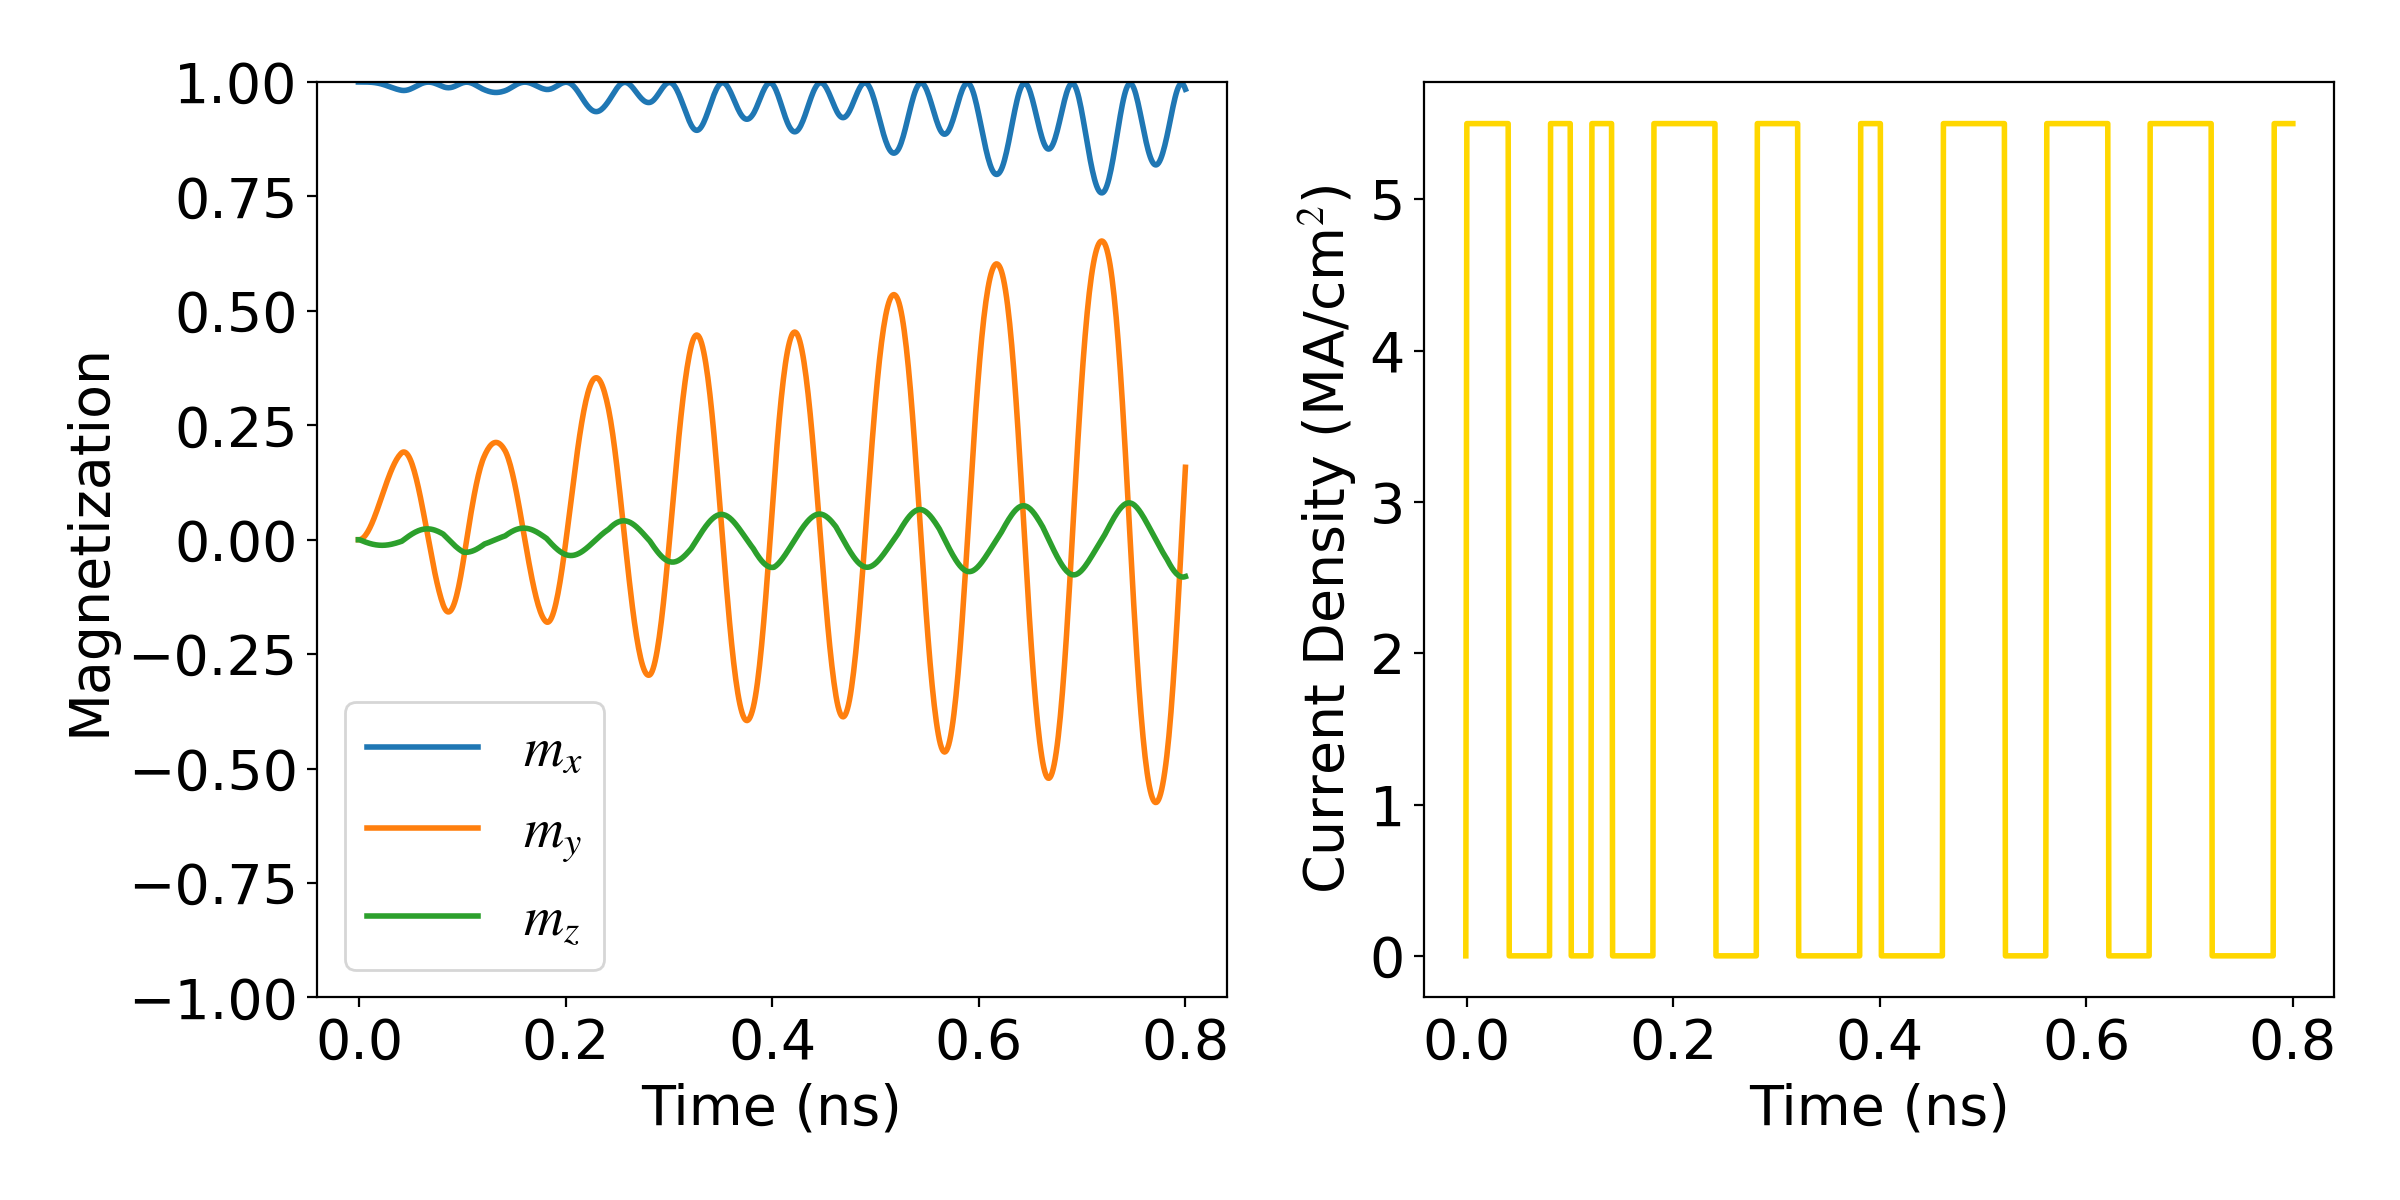 1.00
0.75
0.50
0.25
0.00
−0.25
−0.50
−0.75
−1.00
Magnetization
0.0 0.2 0.4 0.6 0.8
Time (ns)
m_x
m_y
m_z
5
4
3
2
1
0
Current Density (MA/cm²)
0.0 0.2 0.4 0.6 0.8
Time (ns)